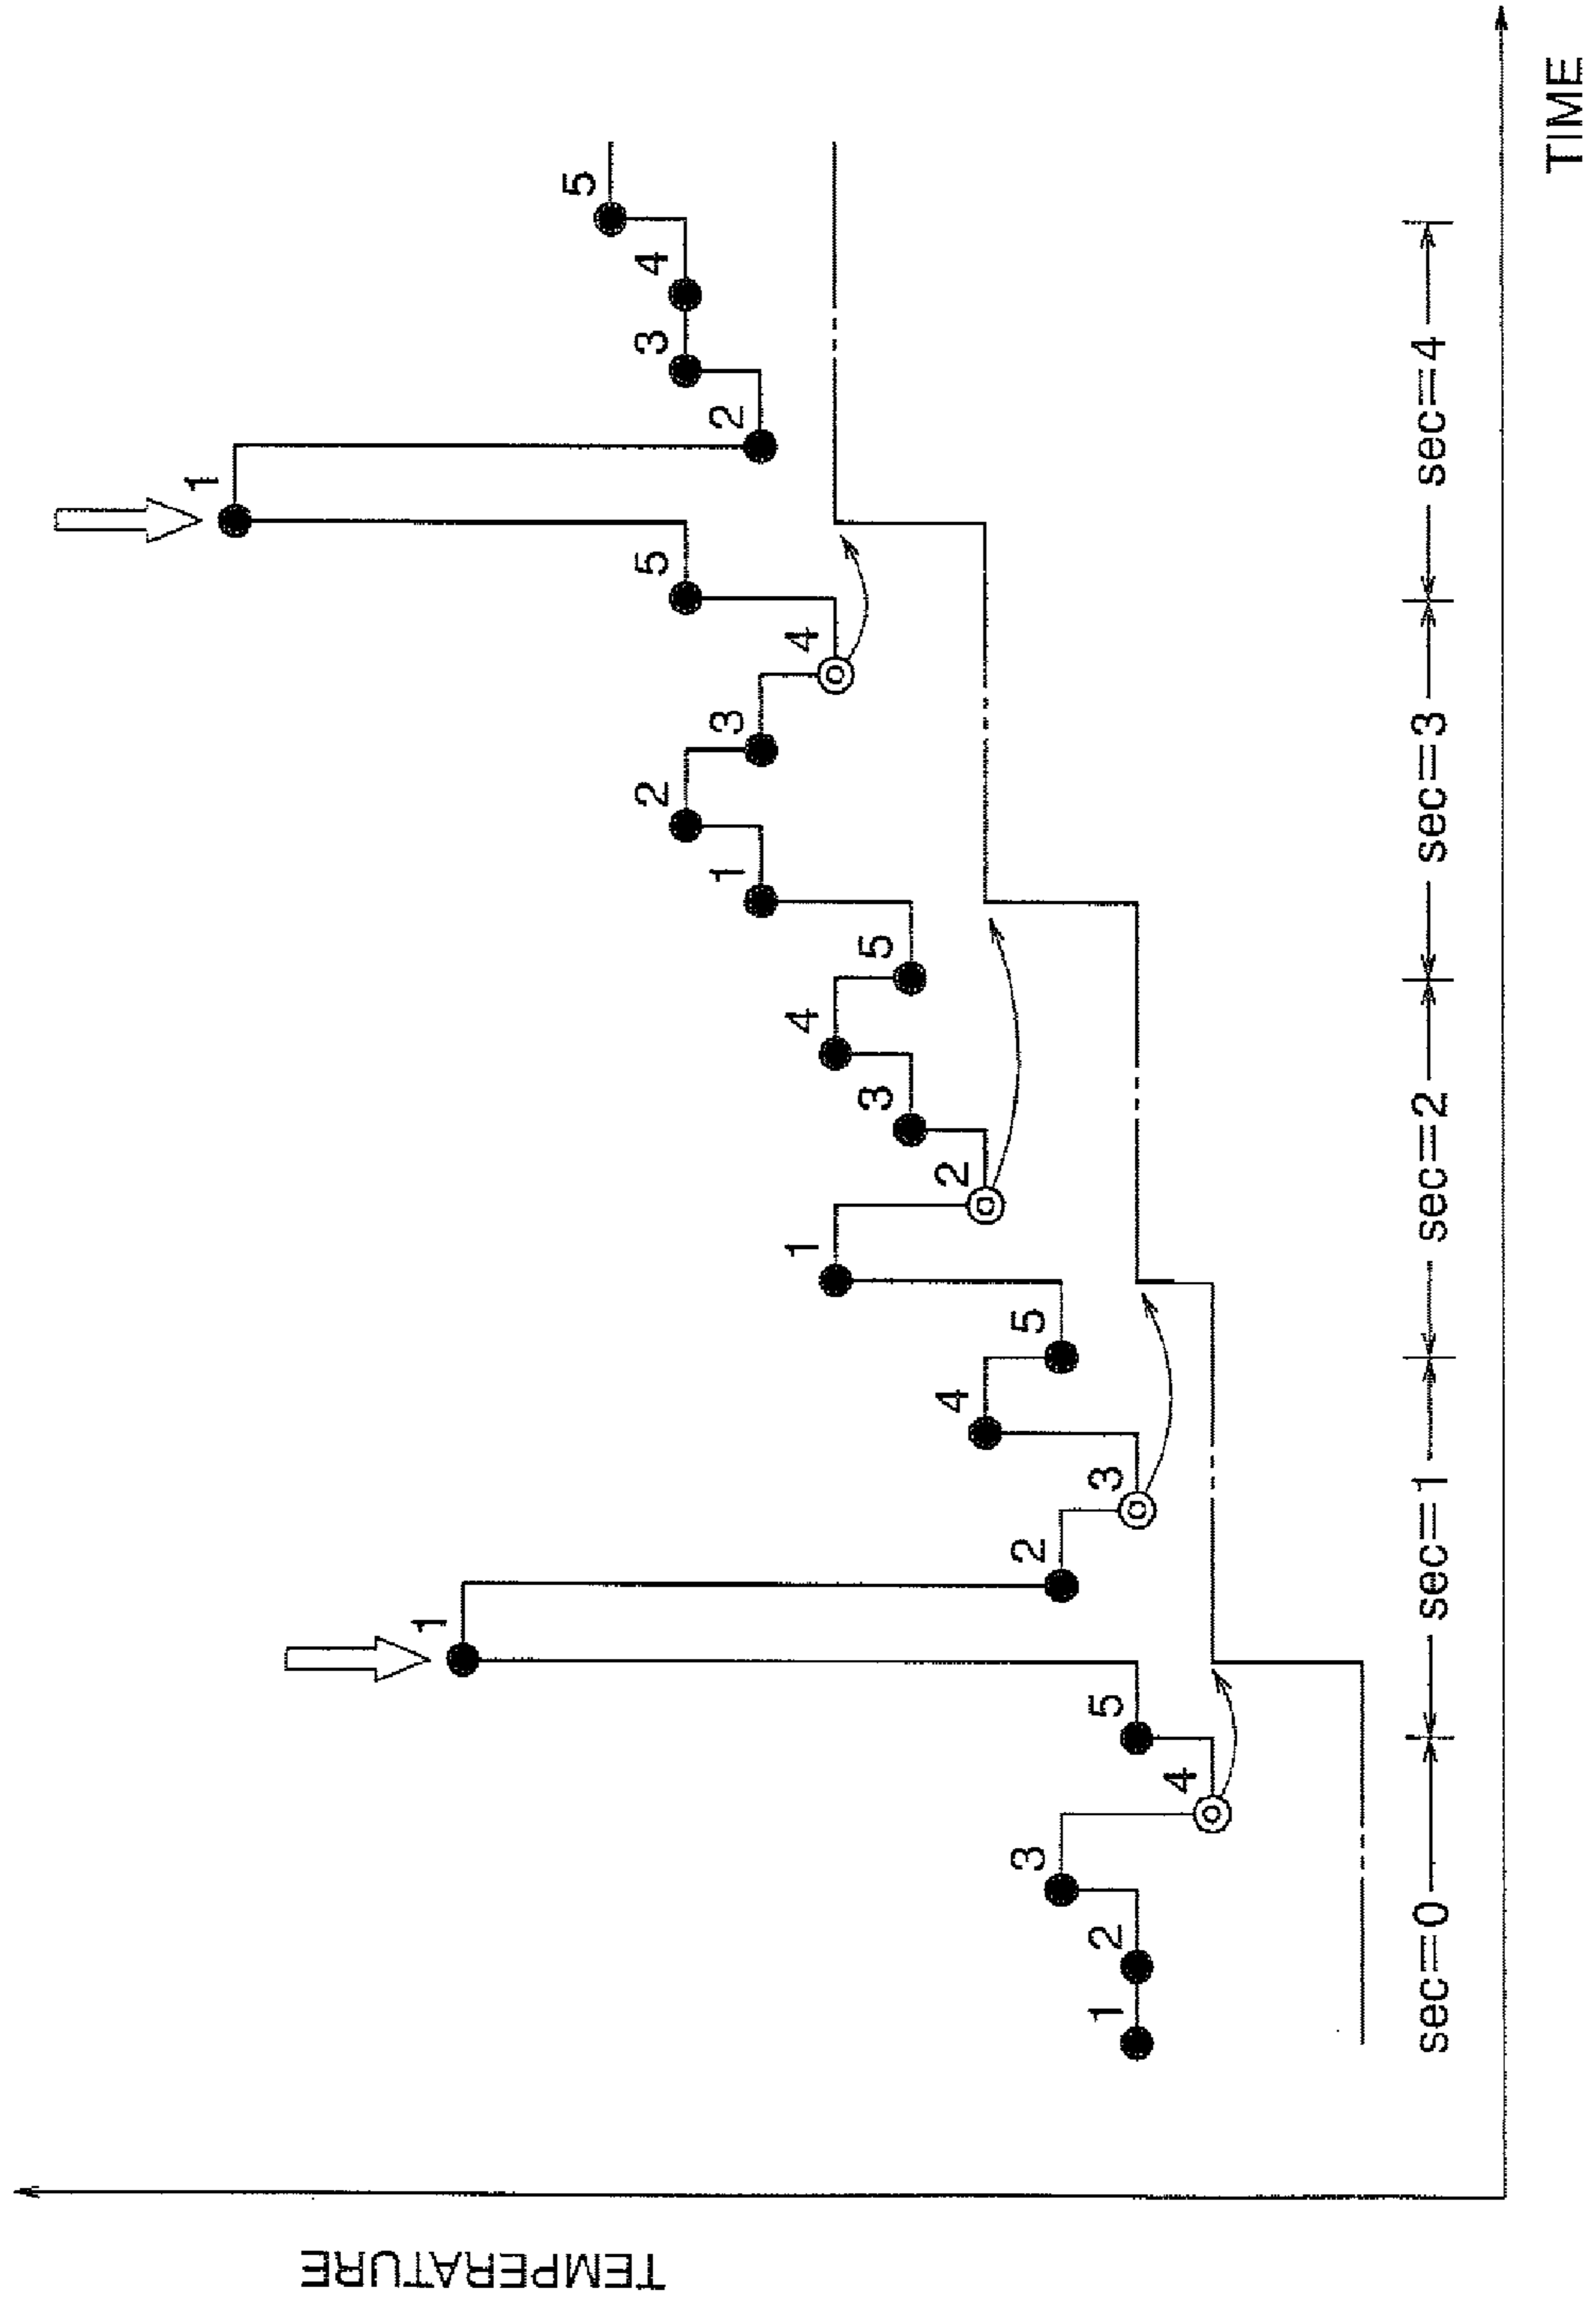 TEMPERATURE
1 2 3 4 5 1 2 3 4 5 1 2 3 4 5 1 2 3 4 5 1 2 3 4 5
sec=0 sec=1 sec=2 sec=3 sec=4
TIME